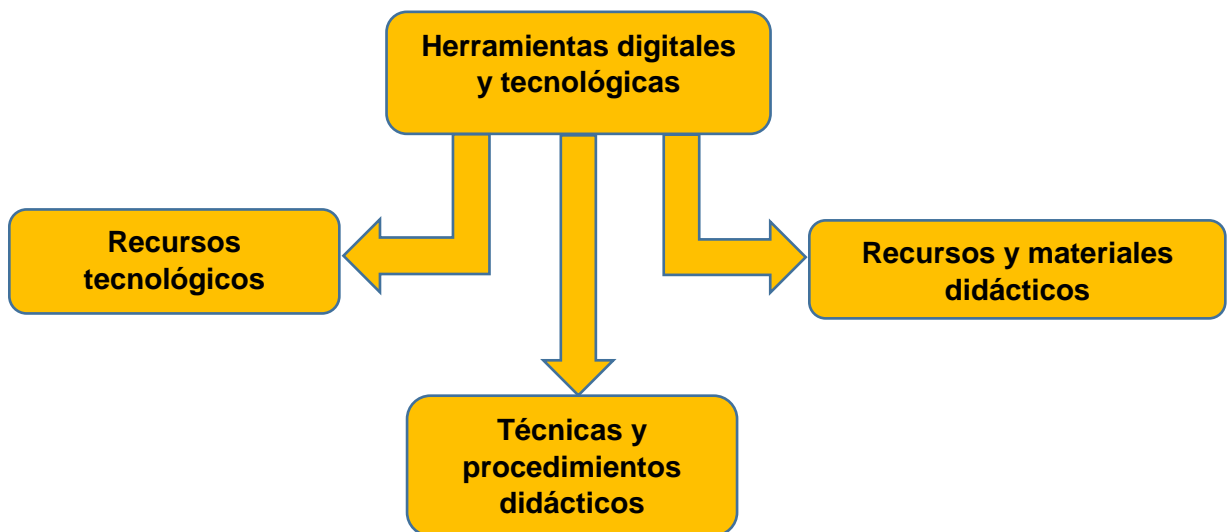 Herramientas digitales
y tecnológicas
Recursos
tecnológicos
Recursos y materiales
didácticos
Técnicas y
procedimientos
didácticos